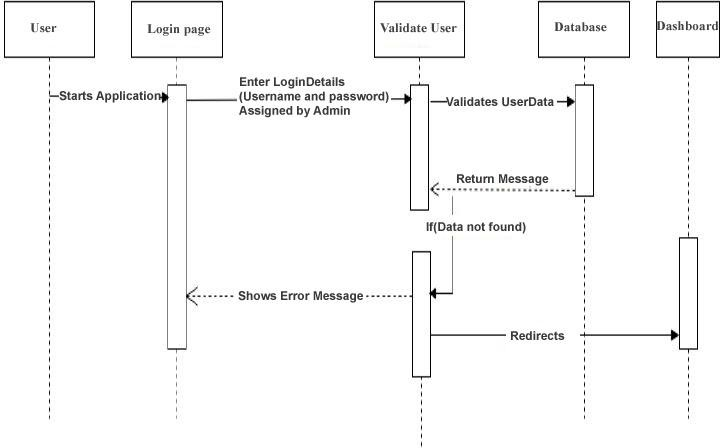 User
Login page
Validate User
Database
Dashboard
Starts Application
Enter LoginDetails
(Username and password)
Assigned by Admin
Validates UserData
Return Message
If(Data not found)
Shows Error Message
Redirects